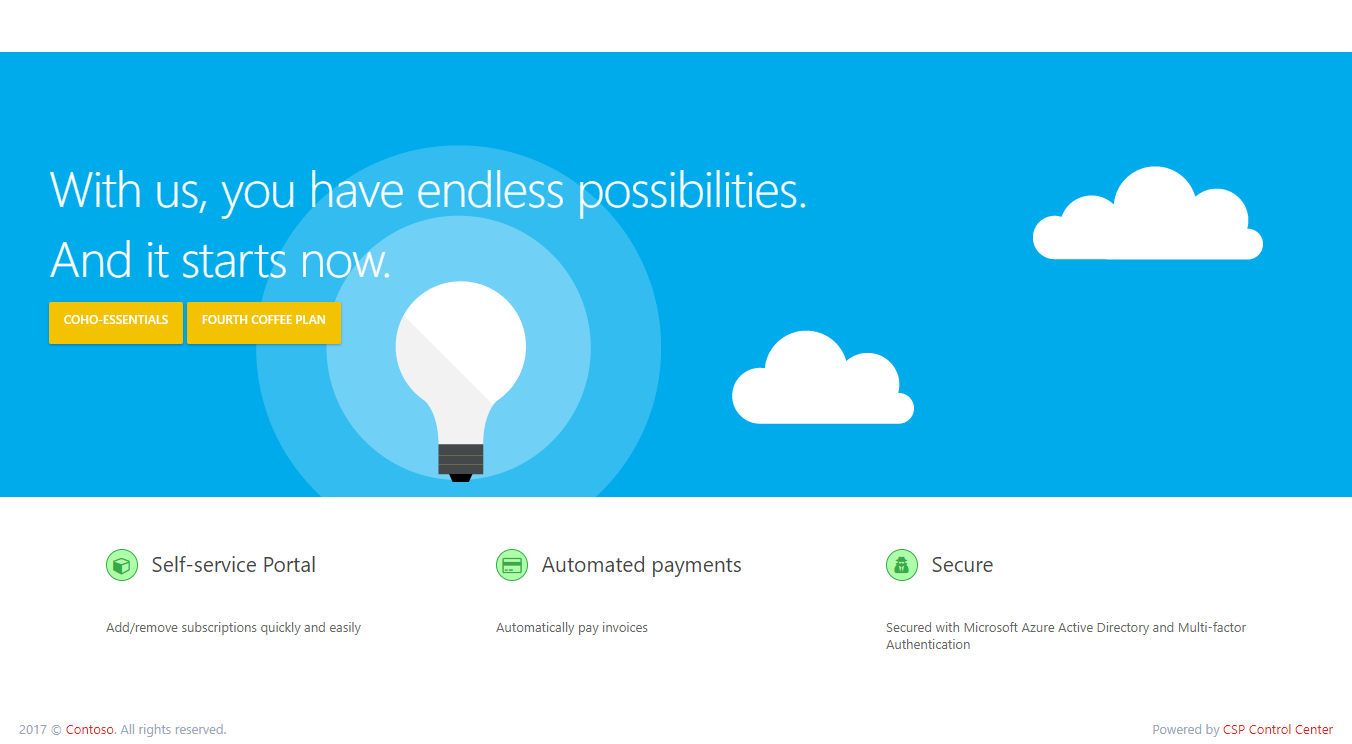 With us, you have endless possibilities.
And it starts now.
COHO-ESSENTIALS FOURTH COFFEE PLAN
Self-service Portal
Add/remove subscriptions quickly and easily
Automated payments
Automatically pay invoices
Secure
Secured with Microsoft Azure Active Directory and Multi-factor
Authentication
2017 © Contoso. All rights reserved.
Powered by CSP Control Center